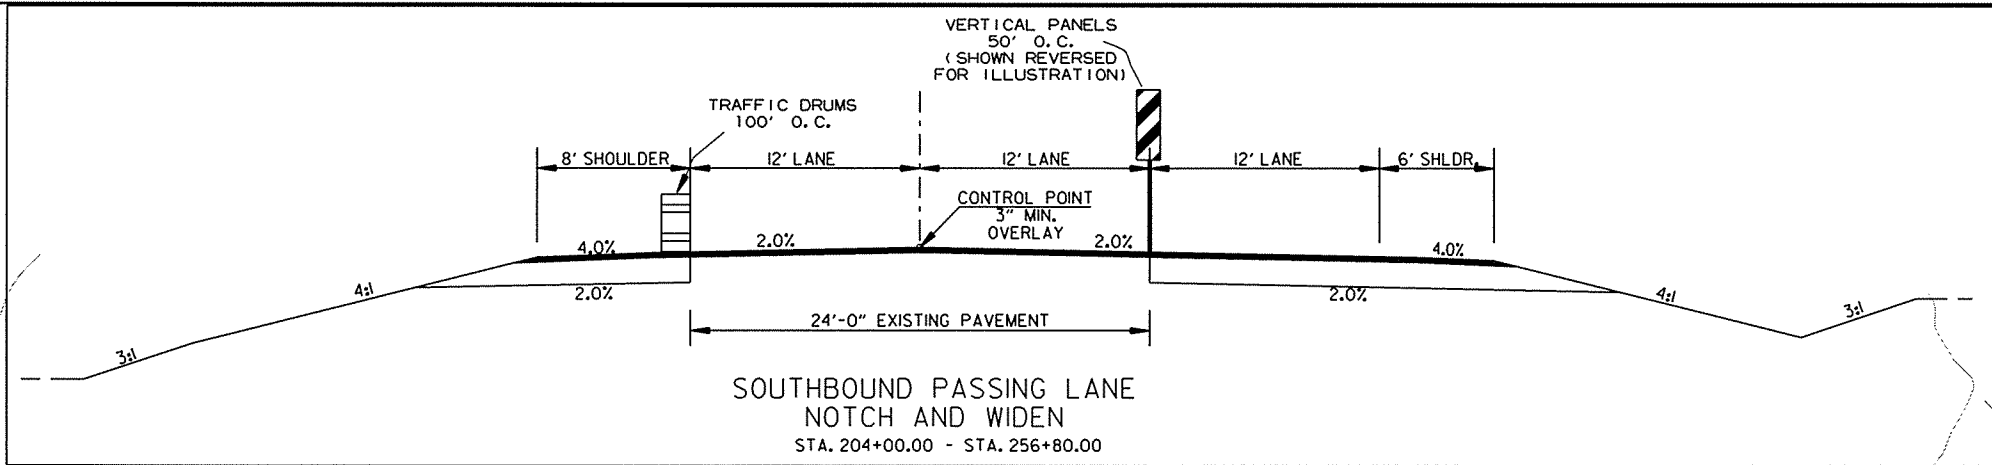 VERTICAL PANELS
50' O.C.
(SHOWN REVERSED
FOR ILLUSTRATION)
TRAFFIC DRUMS
100' O.C.
8' SHOULDER
12' LANE
12' LANE
12' LANE
6' SHLDR.
CONTROL POINT
3" MIN.
OVERLAY
4.0%
2.0%
2.0%
4.0%
4:1
2.0%
2.0%
4:1
3:1
24'-0" EXISTING PAVEMENT
3:1
SOUTHBOUND PASSING LANE
NOTCH AND WIDEN
STA. 204+00.00 - STA. 256+80.00